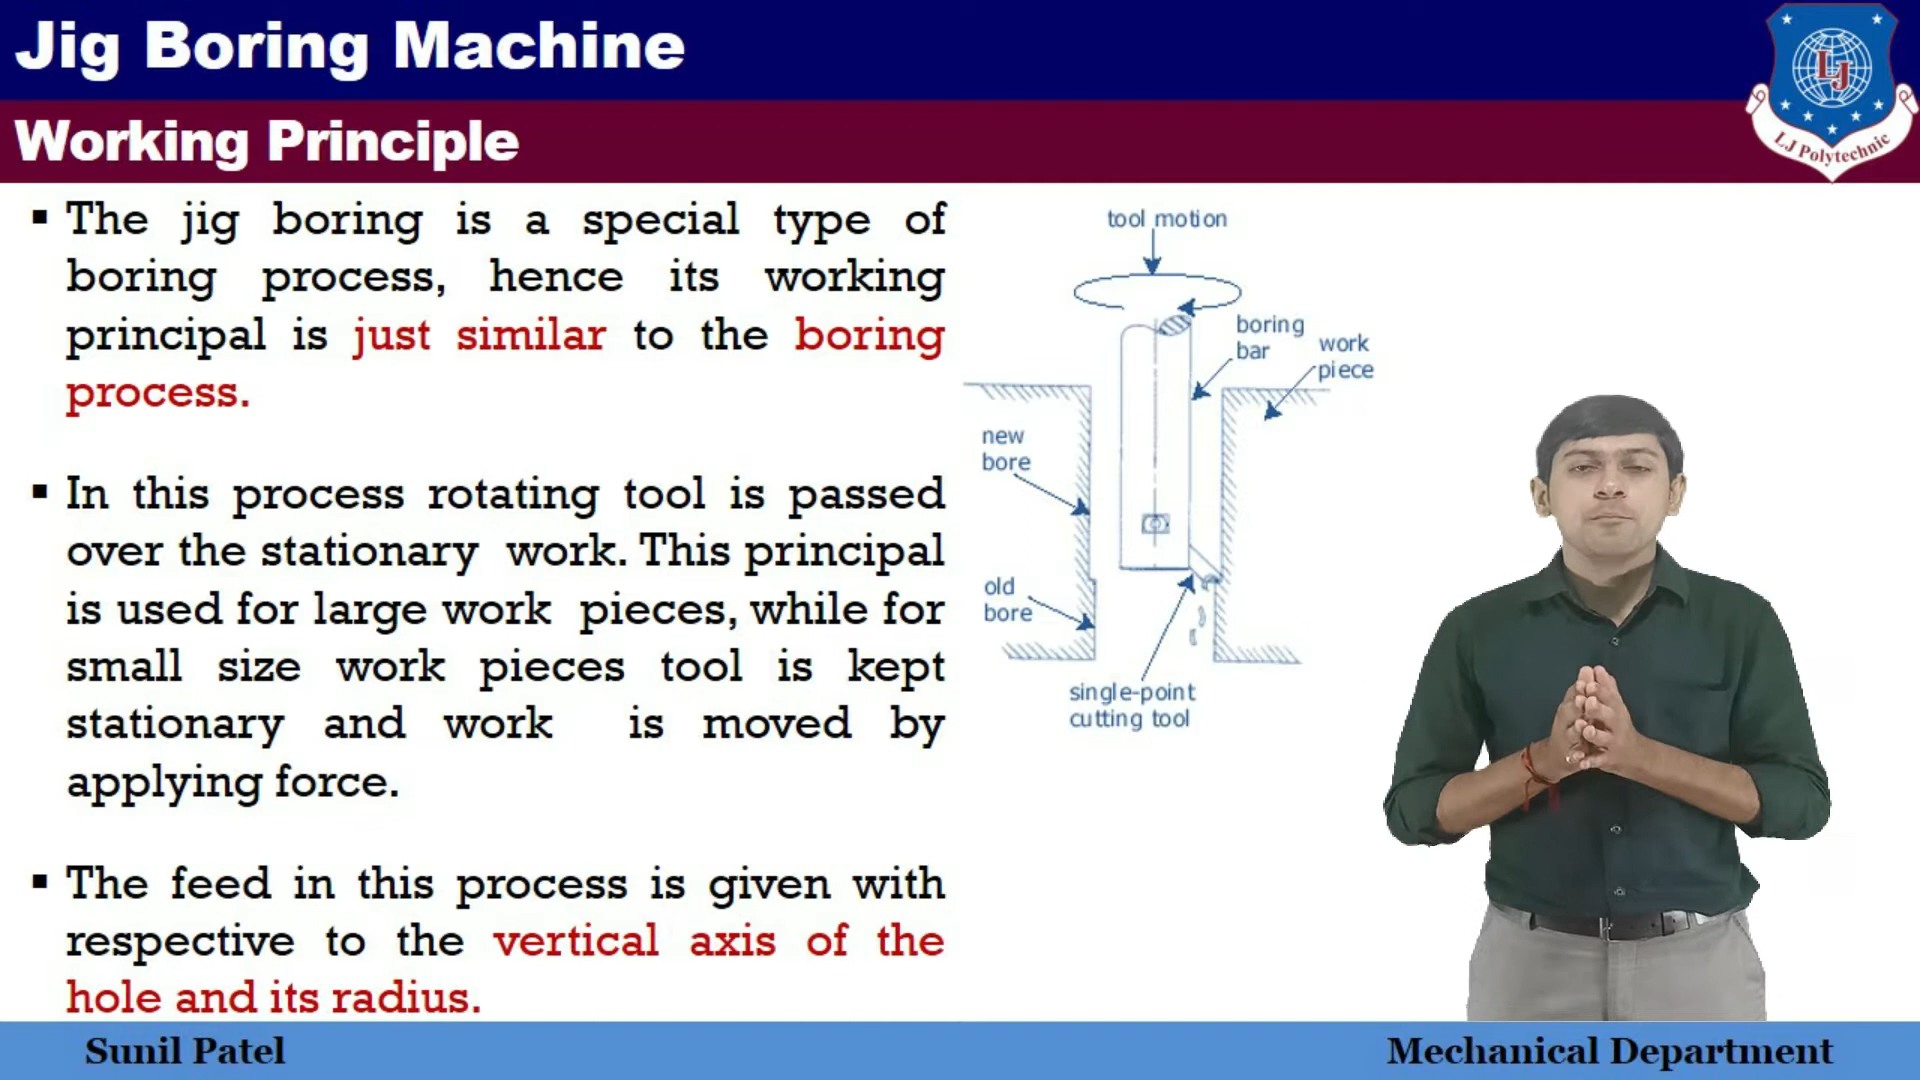 Jig Boring Machine
Working Principle
LJ
LJ Polytechnic
▪ The jig boring is a special type of
boring process, hence its working
principal is just similar to the boring
process.
▪ In this process rotating tool is passed
over the stationary work. This principal
is used for large work pieces, while for
small size work pieces tool is kept
stationary and work is moved by
applying force.
▪ The feed in this process is given with
respective to the vertical axis of the
hole and its radius.
tool motion
boring
bar
work
piece
new
bore
old
bore
single-point
cutting tool
Sunil Patel
Mechanical Department